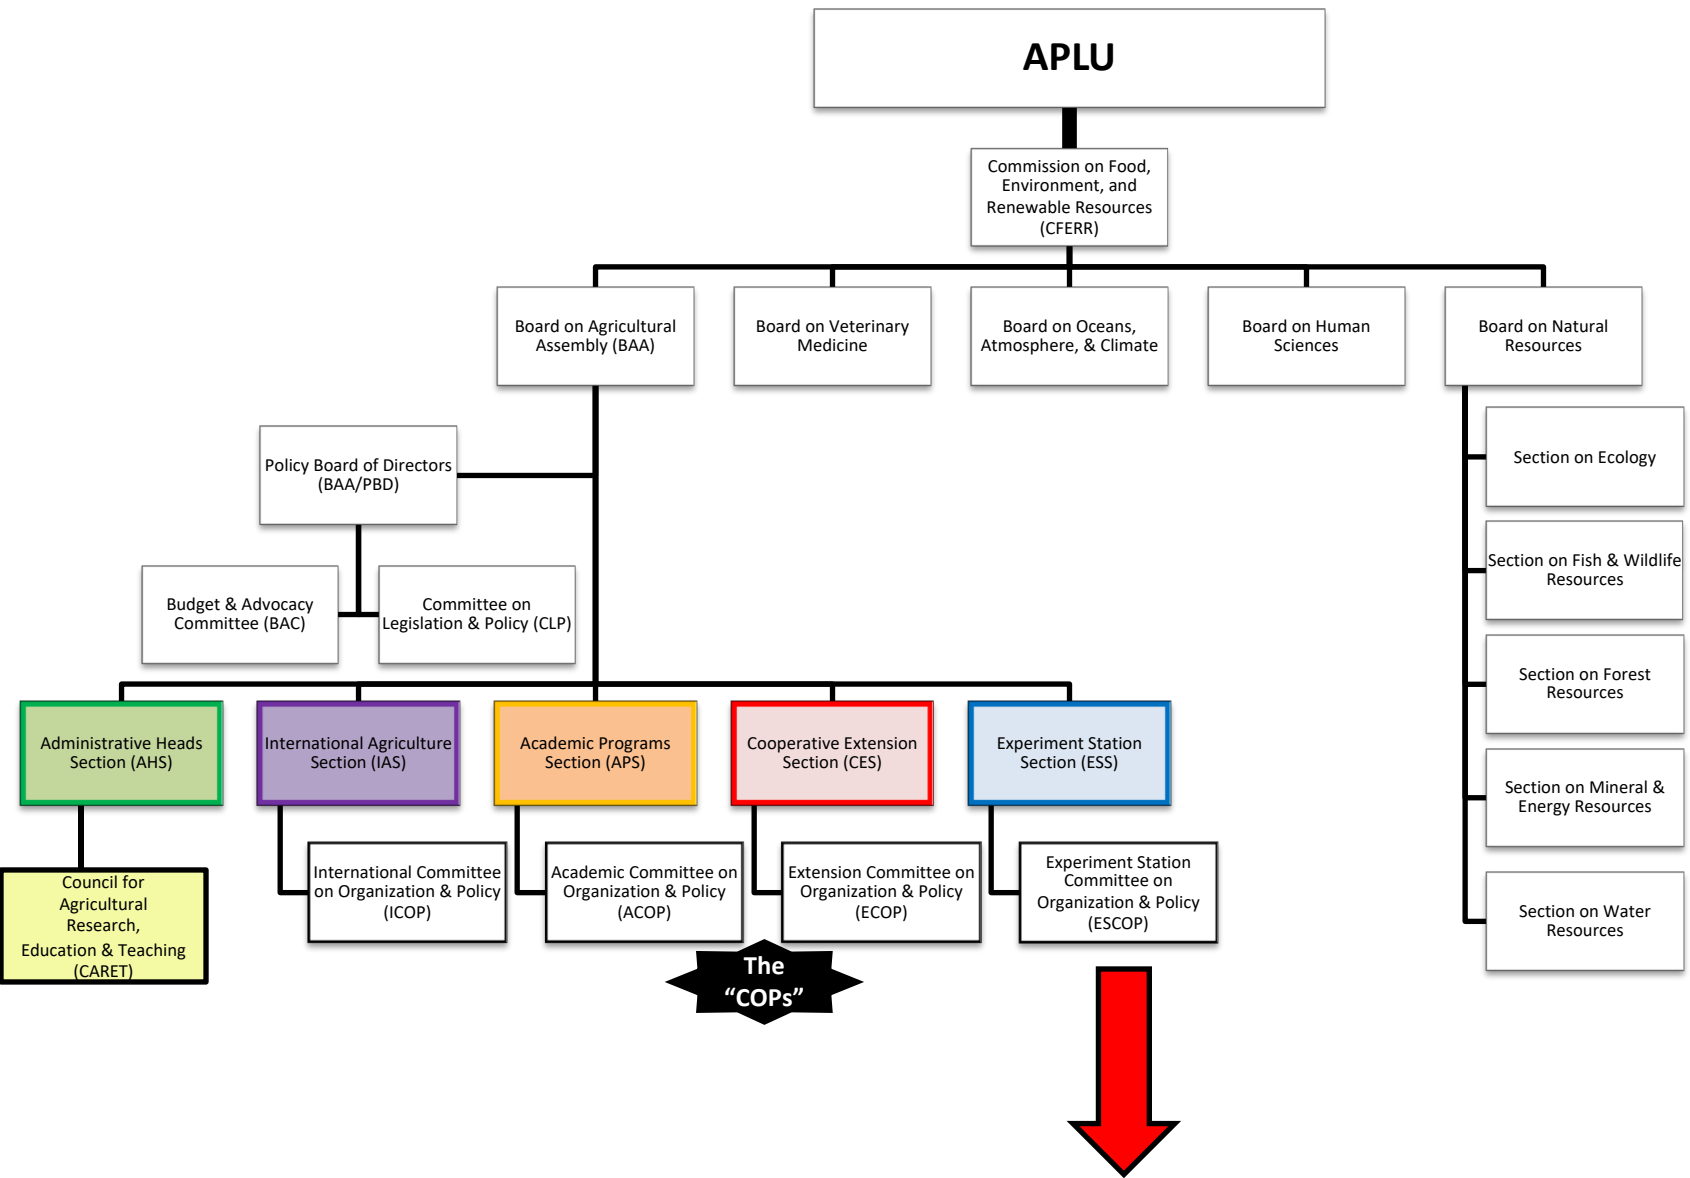 APLU
Commission on Food,
Environment, and
Renewable Resources
(CFERR)
Board on Agricultural
Assembly (BAA)
Board on Veterinary
Medicine
Board on Oceans,
Atmosphere, & Climate
Board on Human
Sciences
Board on Natural
Resources
Policy Board of Directors
(BAA/PBD)
Section on Ecology
Section on Fish & Wildlife
Resources
Budget & Advocacy
Committee (BAC)
Committee on
Legislation & Policy (CLP)
Section on Forest
Resources
Administrative Heads
Section (AHS)
International Agriculture
Section (IAS)
Academic Programs
Section (APS)
Cooperative Extension
Section (CES)
Experiment Station
Section (ESS)
Section on Mineral &
Energy Resources
Council for
Agricultural
Research,
Education & Teaching
(CARET)
International Committee
on Organization & Policy
(ICOP)
Academic Committee on
Organization & Policy
(ACOP)
Extension Committee on
Organization & Policy
(ECOP)
Experiment Station
Committee on
Organization & Policy
(ESCOP)
Section on Water
Resources
The
“COPs”